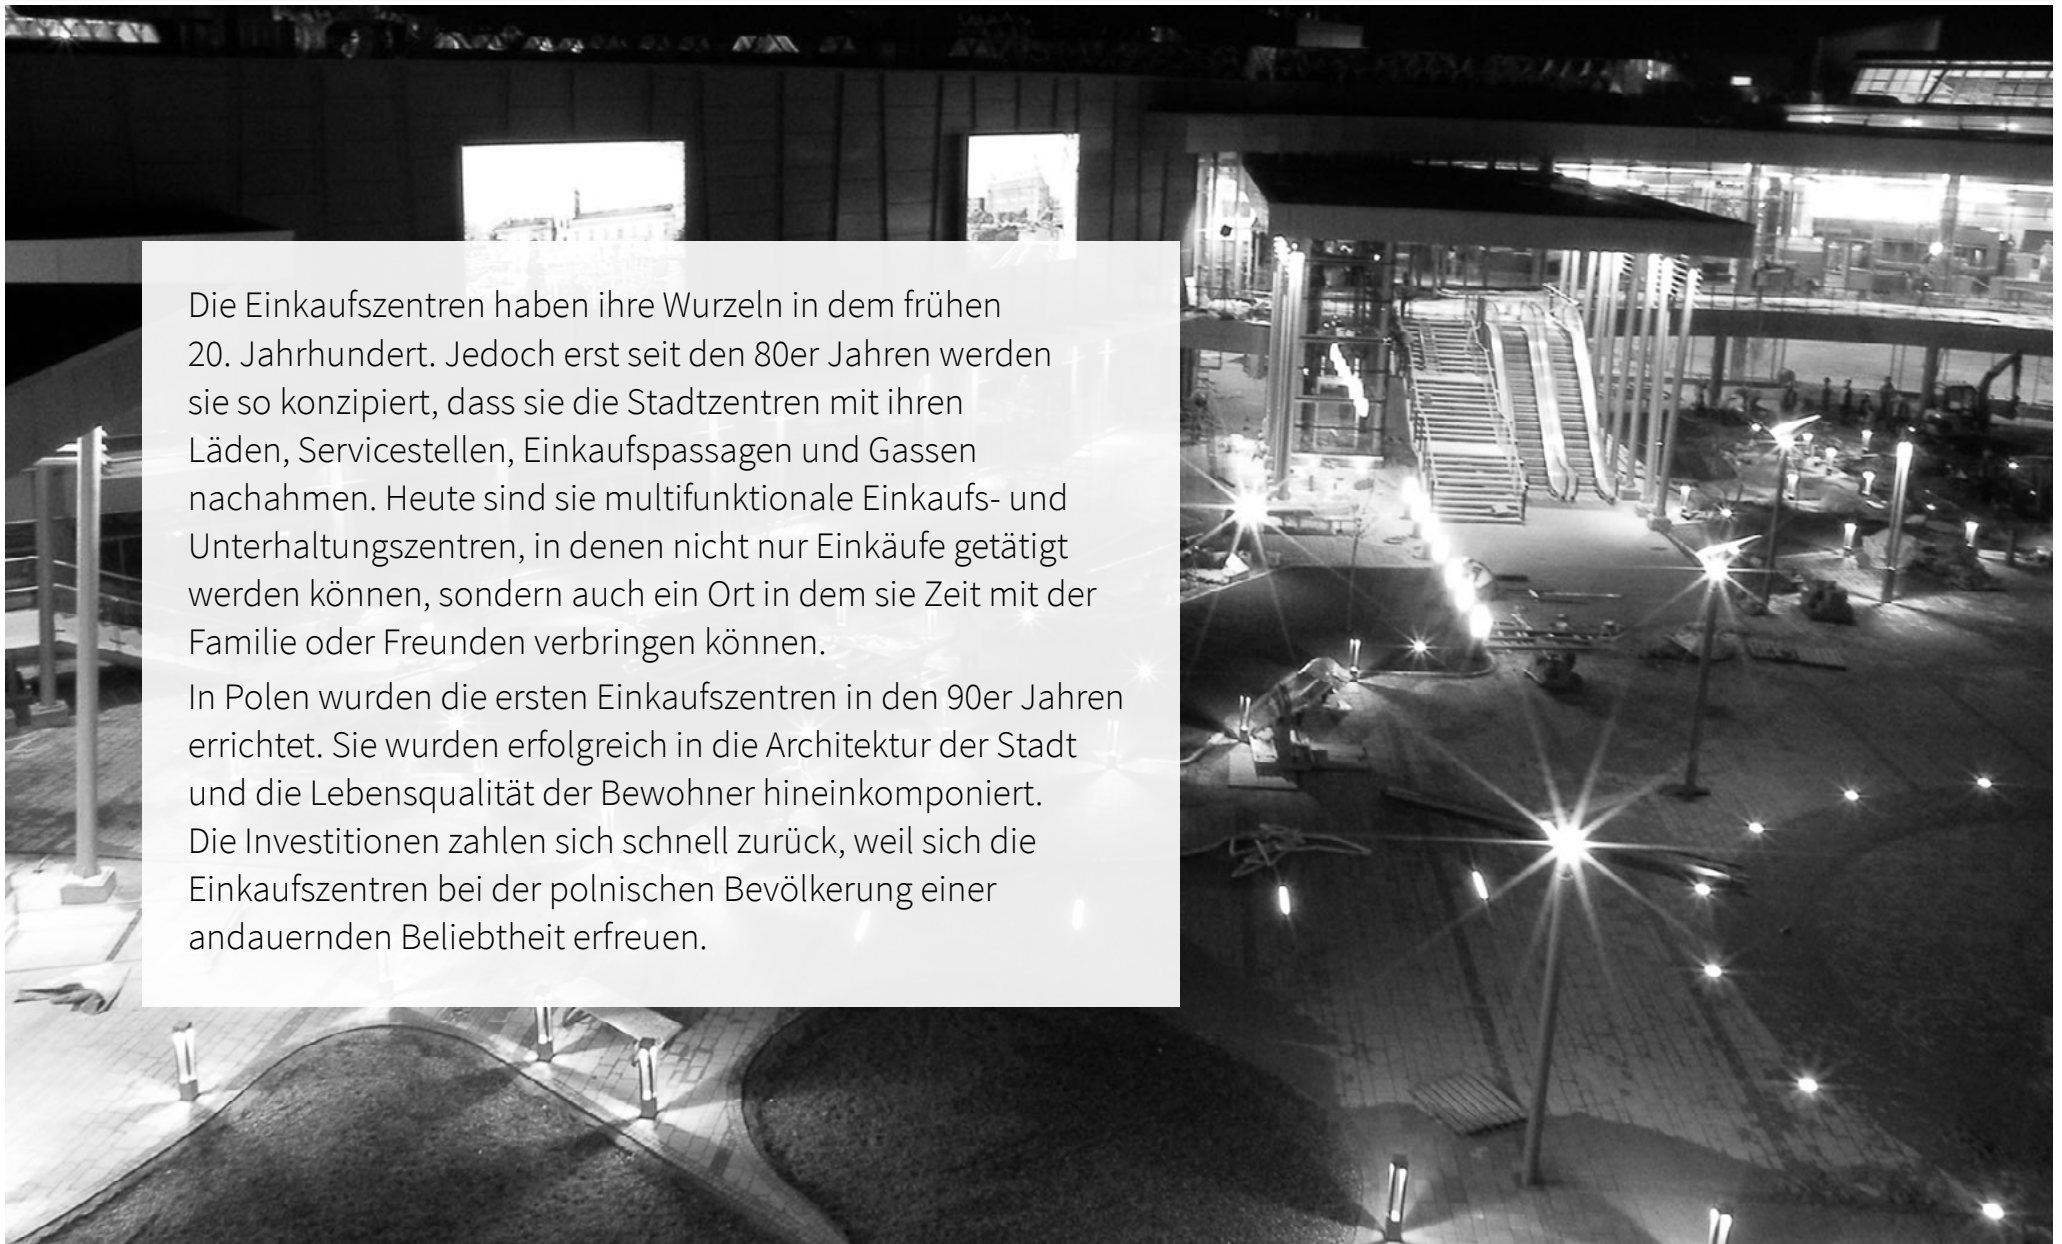 Die Einkaufszentren haben ihre Wurzeln in dem frühen
20. Jahrhundert. Jedoch erst seit den 80er Jahren werden
sie so konzipiert, dass sie die Stadtzentren mit ihren
Läden, Servicestellen, Einkaufspassagen und Gassen
nachahmen. Heute sind sie multifunktionale Einkaufs- und
Unterhaltungszentren, in denen nicht nur Einkäufe getätigt
werden können, sondern auch ein Ort in dem sie Zeit mit der
Familie oder Freunden verbringen können.
In Polen wurden die ersten Einkaufszentren in den 90er Jahren
errichtet. Sie wurden erfolgreich in die Architektur der Stadt
und die Lebensqualität der Bewohner hineinkomponiert.
Die Investitionen zahlen sich schnell zurück, weil sich die
Einkaufszentren bei der polnischen Bevölkerung einer
andauernden Beliebtheit erfreuen.